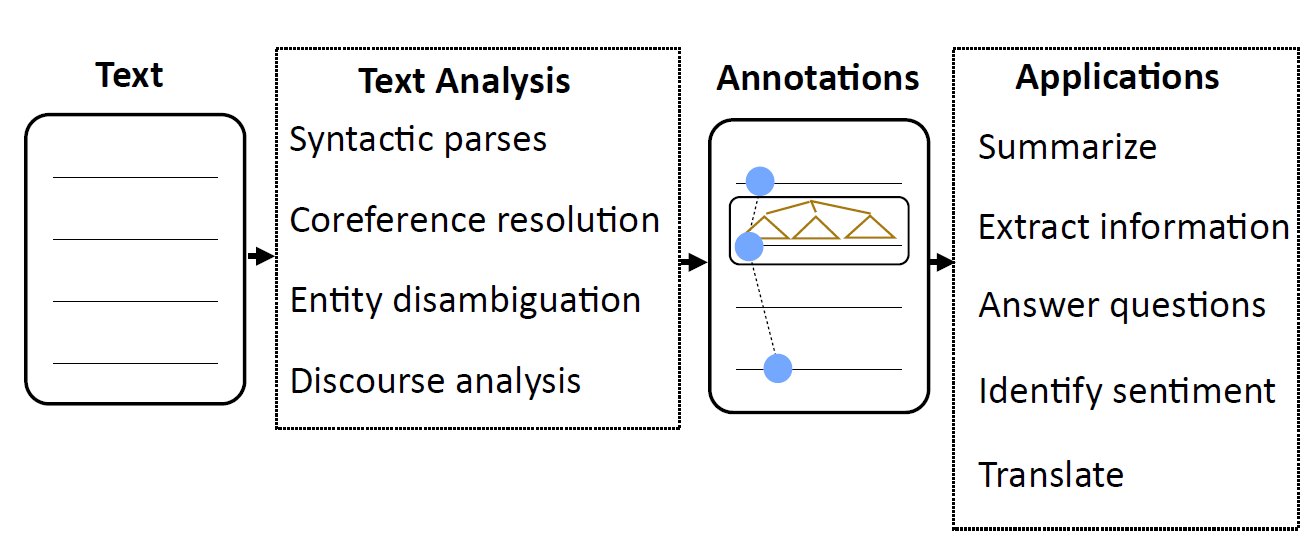 Text
Text Analysis
Syntactic parses
Coreference resolution
Entity disambiguation
Discourse analysis
Annotations
Applications
Summarize
Extract information
Answer questions
Identify sentiment
Translate